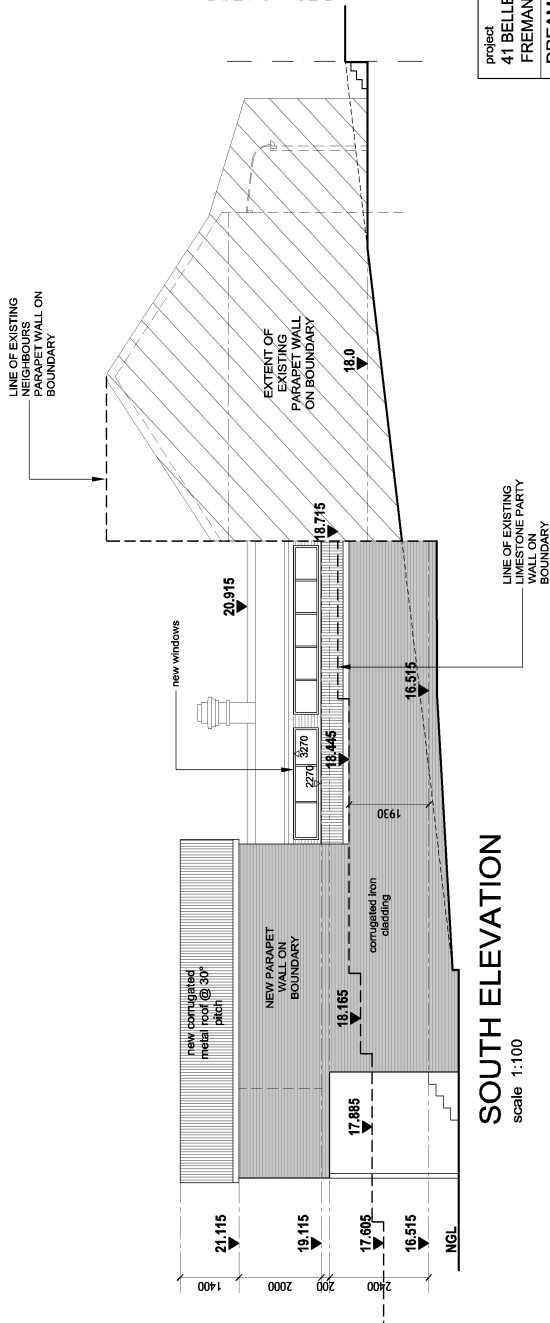 project
41 BELLE
FREMAN
LINE OF EXISTING
NEIGHBOURS
PARAPET WALL ON
BOUNDARY
EXTENT OF
EXISTING
PARAPET WALL
ON BOUNDARY
18.0
18.715
20.915
new windows
3270
2270
18.445
16.515
1930
LINE OF EXISTING
LIMESTONE PARTY
WALL ON
BOUNDARY
new corrugated
metal roof @ 30°
pitch
NEW PARAPET
WALL ON
BOUNDARY
corrugated iron
cladding
18.165
17.885
21.115
19.115
17.605
16.515
NGL
1400
2000
200
2400
SOUTH ELEVATION
scale 1:100